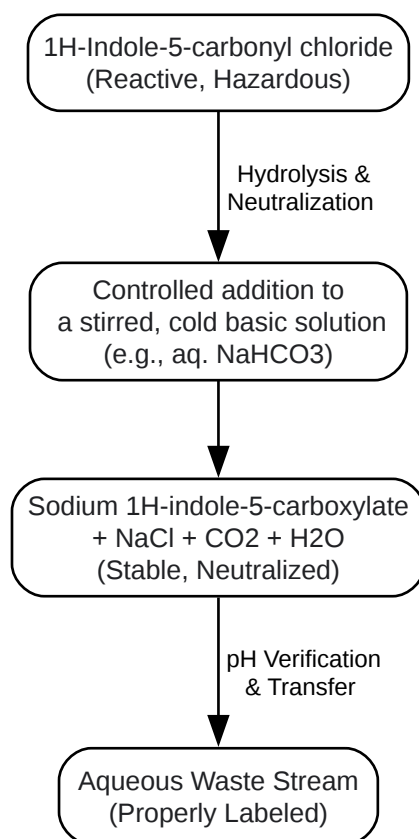 1H-Indole-5-carbonyl chloride
(Reactive, Hazardous)
Hydrolysis &
Neutralization
Controlled addition to
a stirred, cold basic solution
(e.g., aq. NaHCO3)
Sodium 1H-indole-5-carboxylate
+ NaCl + CO2 + H2O
(Stable, Neutralized)
pH Verification
& Transfer
Aqueous Waste Stream
(Properly Labeled)